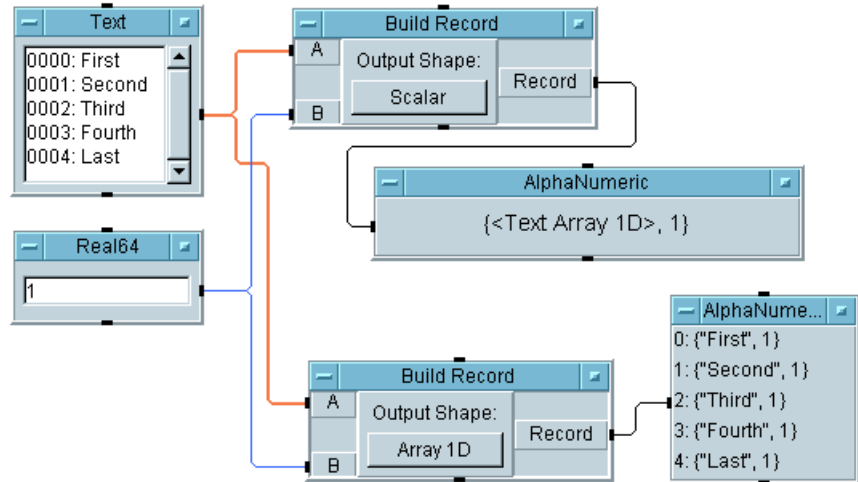 Text
0000: First
0001: Second
0002: Third
0003: Fourth
0004: Last
Build Record
A
Output Shape:
Scalar
Record
B
AlphaNumeric
{<Text Array 1D>, 1}
Real64
1
AlphaNume...
0: {"First", 1}
1: {"Second", 1}
2: {"Third", 1}
3: {"Fourth", 1}
4: {"Last", 1}
Build Record
A
Output Shape:
Array 1D
Record
B